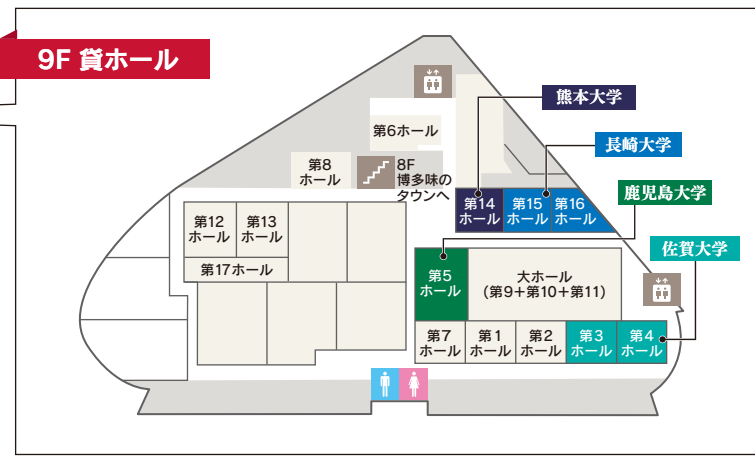 9F 貸ホール
熊本大学
第6ホール
長崎大学
第8
ホール
8F
博多味の
タウンへ
鹿児島大学
第14
ホール
第15
ホール
第16
ホール
第12
ホール
第13
ホール
佐賀大学
第17ホール
第5
ホール
大ホール
(第9+第10+第11)
第7
ホール
第1
ホール
第2
ホール
第3
ホール
第4
ホール